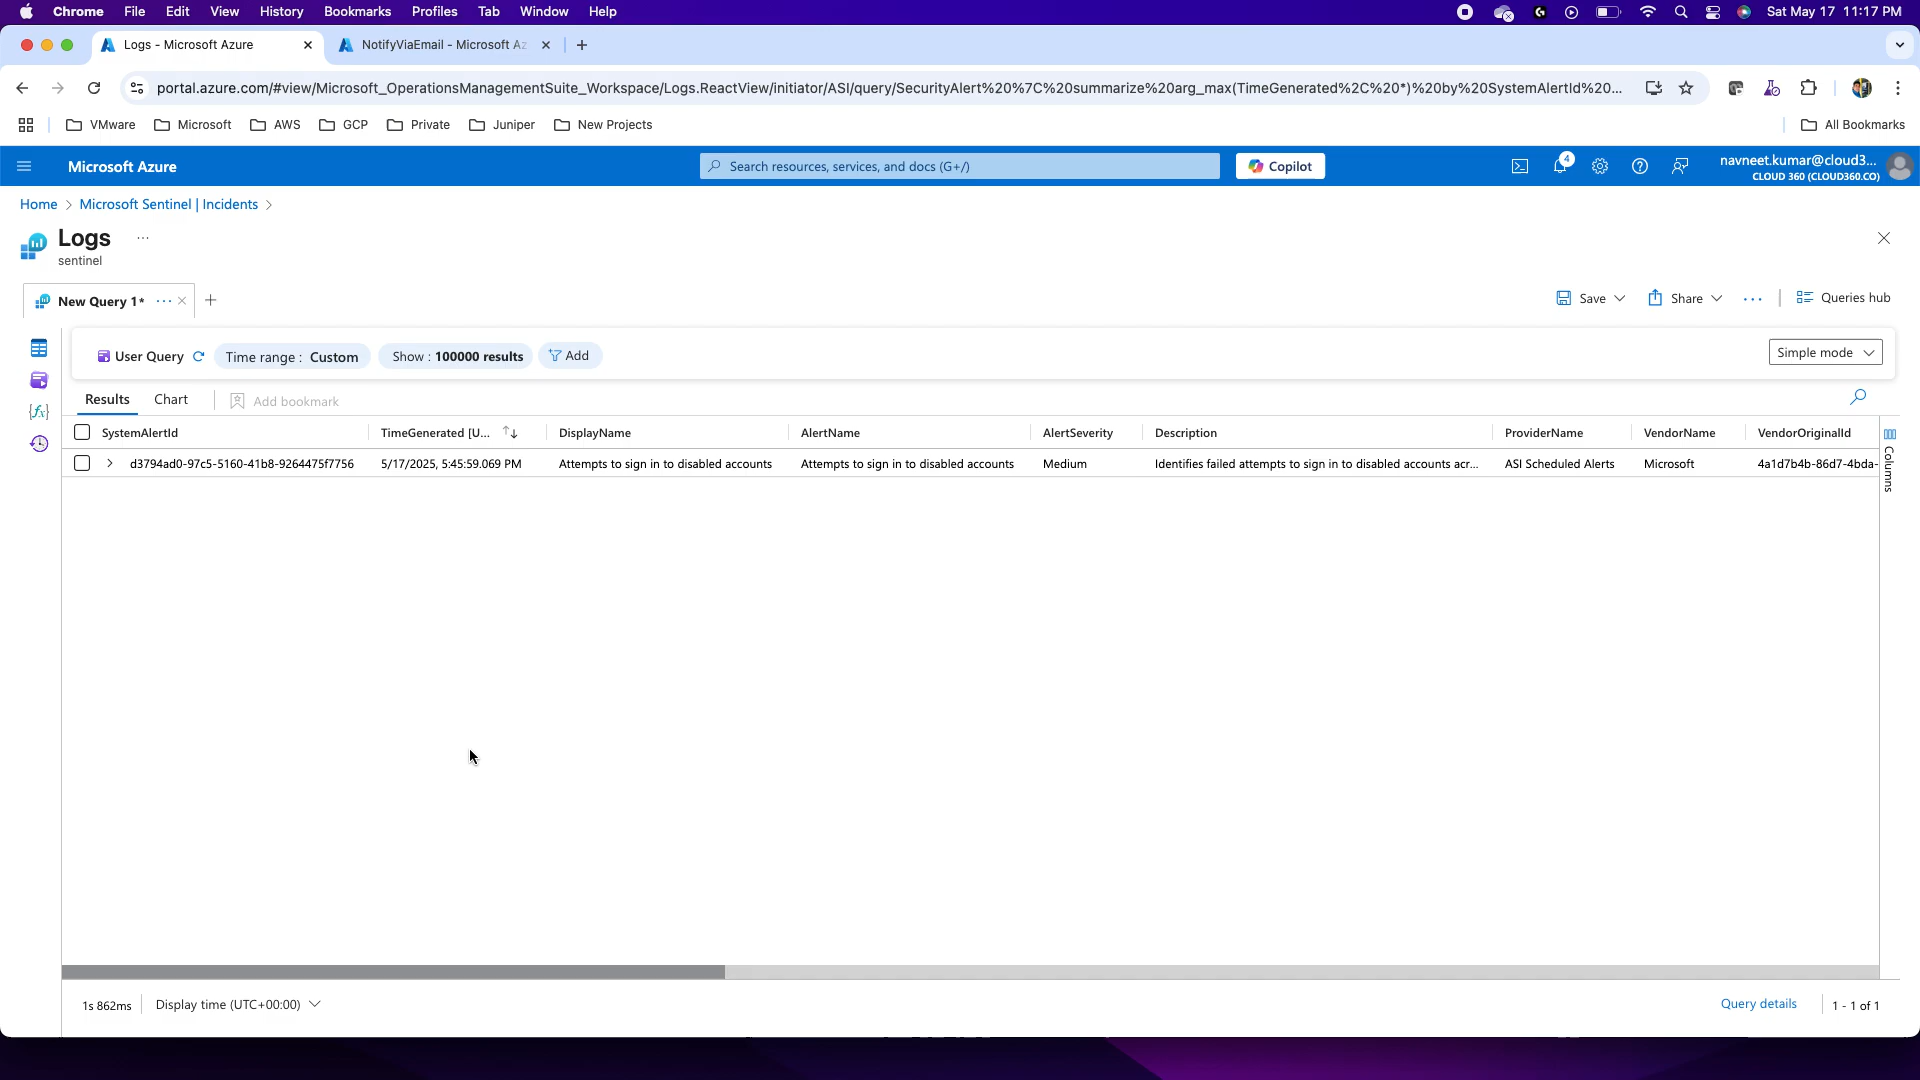 Chrome File Edit View History Bookmarks Profiles Tab Window Help Sat May 17 11:17 PM
Logs - Microsoft Azure NotifyViaEmail - Microsoft Az
portal.azure.com/#view/Microsoft_OperationsManagementSuite_Workspace/Logs.ReactView/initiator/ASI/query/SecurityAlert%20%7C%20summarize%20arg_max(TimeGenerated%2C%20*)%20by%20SystemAlertId%20...
VMware Microsoft AWS GCP Private Juniper New Projects All Bookmarks
Microsoft Azure Search resources, services, and docs (G+/) Copilot 4 navneet.kumar@cloud3...
CLOUD 360 (CLOUD360.CO)
Home > Microsoft Sentinel | Incidents >
Logs ...
sentinel
New Query 1* ... Save Share ... Queries hub
User Query Time range : Custom Show : 100000 results Add Simple mode
Results Chart Add bookmark
SystemAlertId TimeGenerated [U... DisplayName AlertName AlertSeverity Description ProviderName VendorName VendorOriginalId
d3794ad0-97c5-5160-41b8-9264475f7756 5/17/2025, 5:45:59.069 PM Attempts to sign in to disabled accounts Attempts to sign in to disabled accounts Medium Identifies failed attempts to sign in to disabled accounts acr... ASI Scheduled Alerts Microsoft 4a1d7b4b-86d7-4bda-
Columns
1s 862ms Display time (UTC+00:00) Query details 1 - 1 of 1